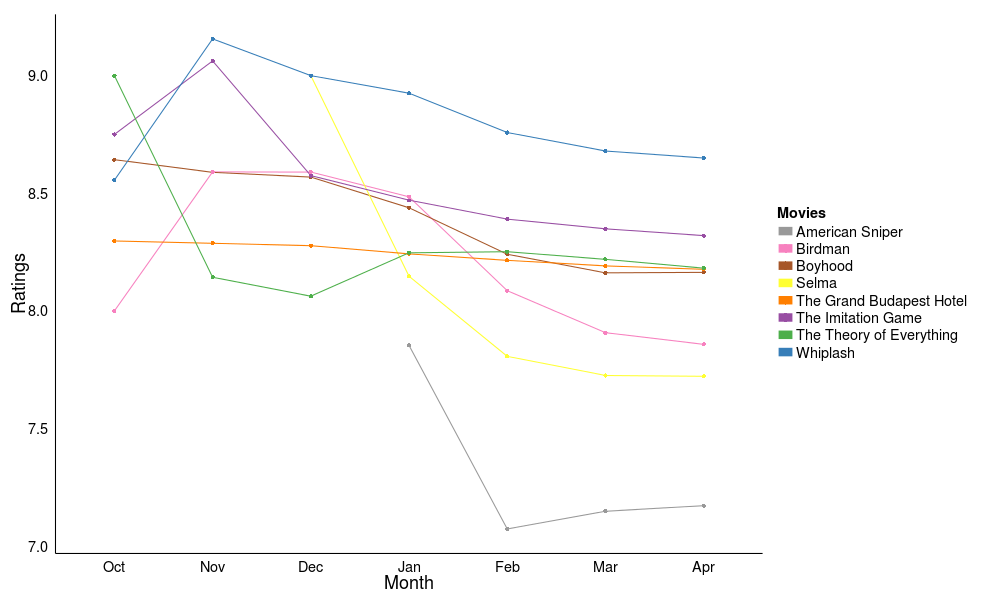 9.0
8.5
8.0
7.5
7.0
Ratings
Oct Nov Dec Jan Feb Mar Apr
Month
Movies
American Sniper
Birdman
Boyhood
Selma
The Grand Budapest Hotel
The Imitation Game
The Theory of Everything
Whiplash